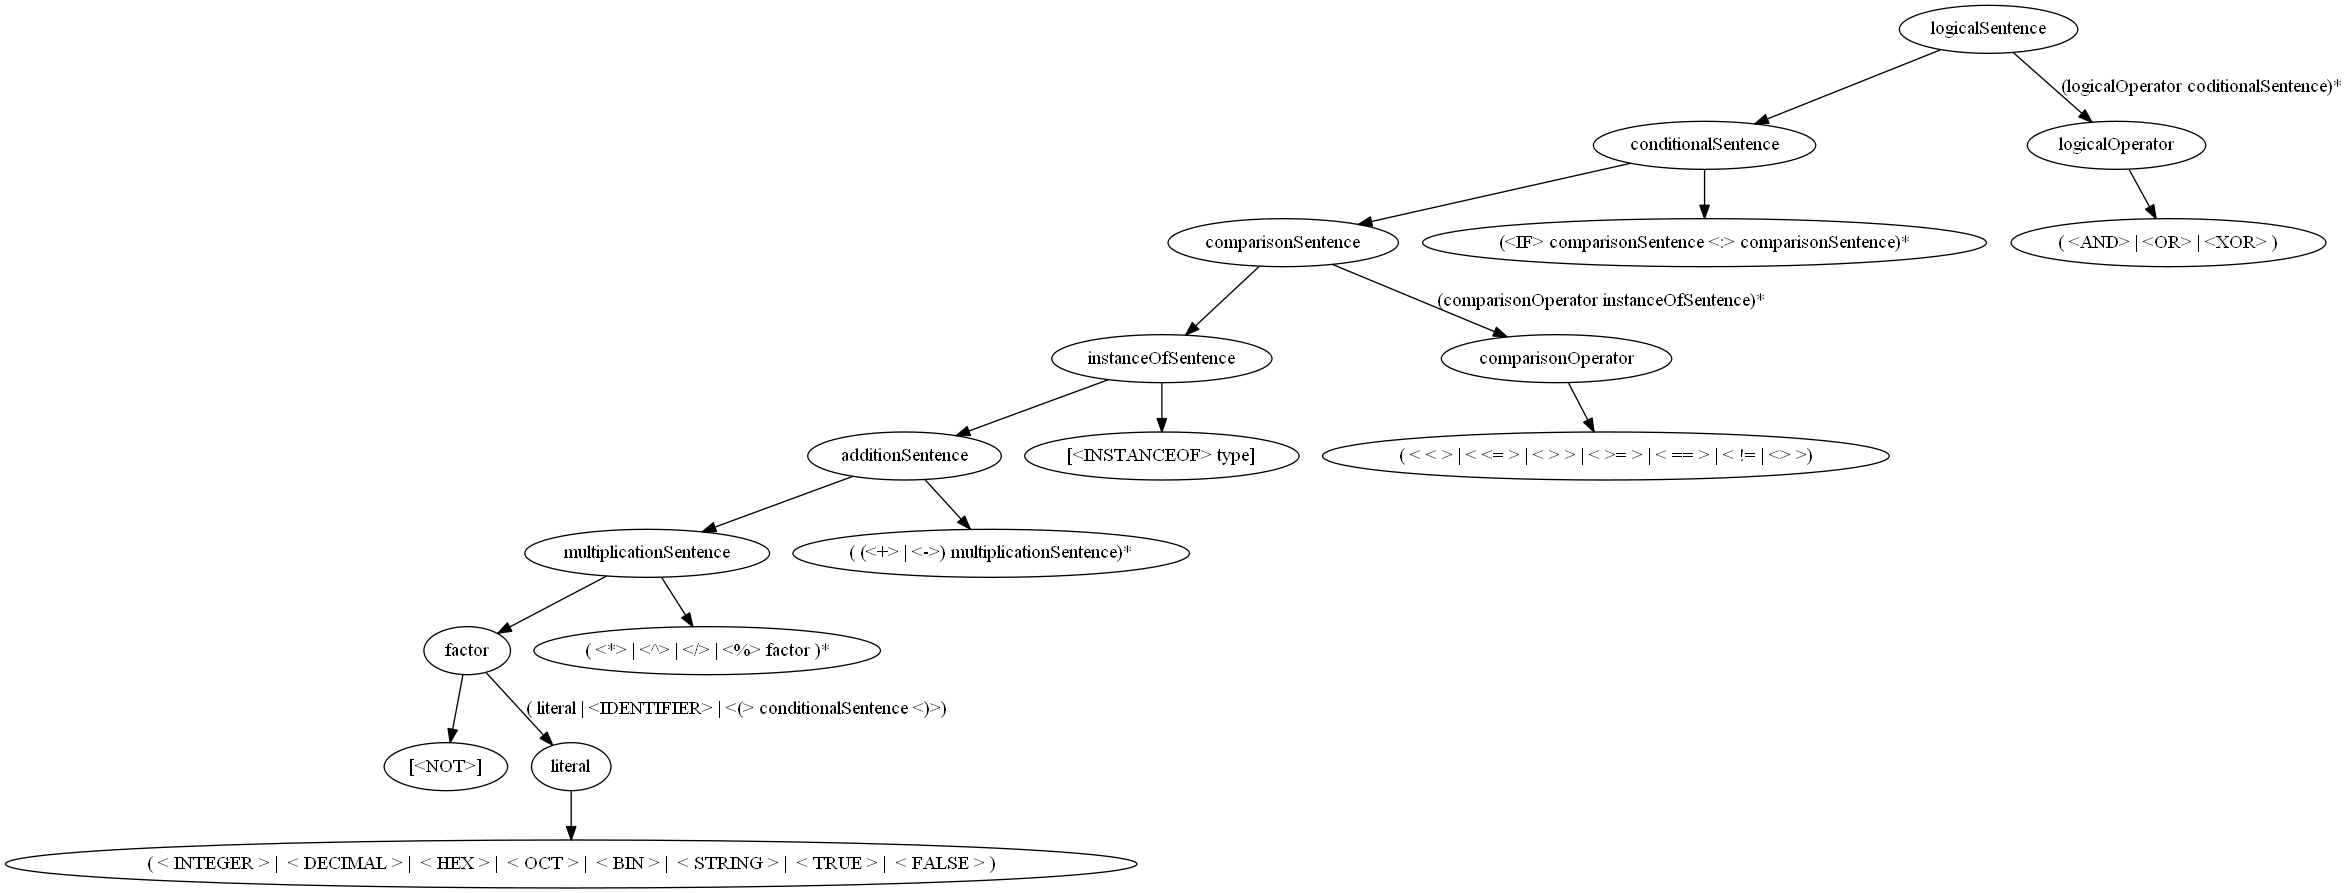 logicalSentence
(logicalOperator coditionalSentence)*
conditionalSentence
logicalOperator
comparisonSentence
(<IF> comparisonSentence <:> comparisonSentence)*
( <AND> | <OR> | <XOR> )
(comparisonOperator instanceOfSentence)*
instanceOfSentence
comparisonOperator
additionSentence
[<INSTANCEOF> type]
( < < > | < <= > | < > > | < >= > | < == > | < != | <> >)
multiplicationSentence
( (<+> | <->) multiplicationSentence)*
factor
( <*> | <^> | </> | <%> factor )*
( literal | <IDENTIFIER> | <(> conditionalSentence <)>)
[<NOT>]
literal
( < INTEGER > | < DECIMAL > | < HEX > | < OCT > | < BIN > | < STRING > | < TRUE > | < FALSE > )